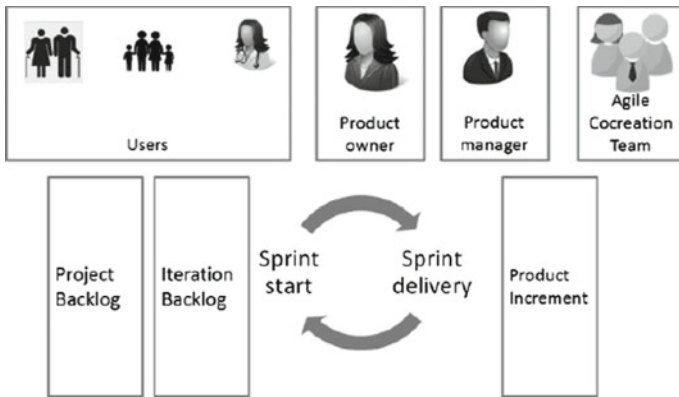 Users
Product
owner
Product
manager
Agile
Cocreation
Team
Project
Backlog
Iteration
Backlog
Sprint
start
Sprint
delivery
Product
Increment